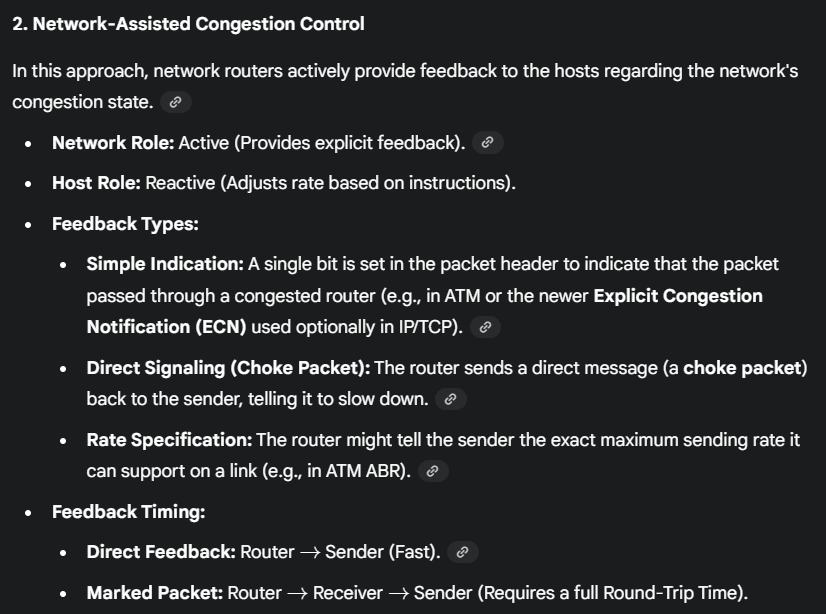 2. Network-Assisted Congestion Control
In this approach, network routers actively provide feedback to the hosts regarding the network's
congestion state.
• Network Role: Active (Provides explicit feedback).
• Host Role: Reactive (Adjusts rate based on instructions).
• Feedback Types:
• Simple Indication: A single bit is set in the packet header to indicate that the packet
passed through a congested router (e.g., in ATM or the newer Explicit Congestion
Notification (ECN) used optionally in IP/TCP).
• Direct Signaling (Choke Packet): The router sends a direct message (a choke packet)
back to the sender, telling it to slow down.
• Rate Specification: The router might tell the sender the exact maximum sending rate it
can support on a link (e.g., in ATM ABR).
• Feedback Timing:
• Direct Feedback: Router → Sender (Fast).
• Marked Packet: Router → Receiver → Sender (Requires a full Round-Trip Time).